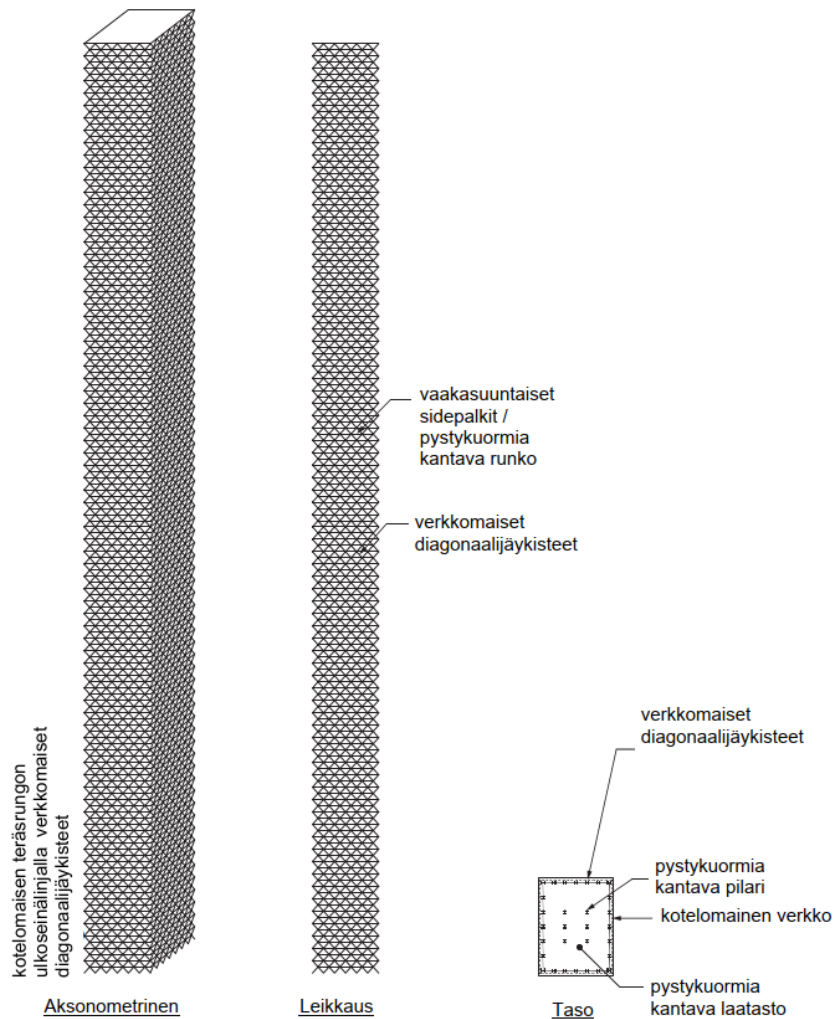 kotelomaisen teräsrungon
ulkoseinälinjalla verkkomaiset
diagonaalijäykisteet
Aksonometrinen
vaakasuuntaiset
sidepalkit /
pystykuormia
kantava runko
verkkomaiset
diagonaalijäykisteet
Leikkaus
verkkomaiset
diagonaalijäykisteet
pystykuormia
kantava pilari
kotelomainen verkko
pystykuormia
kantava laatasto
Taso